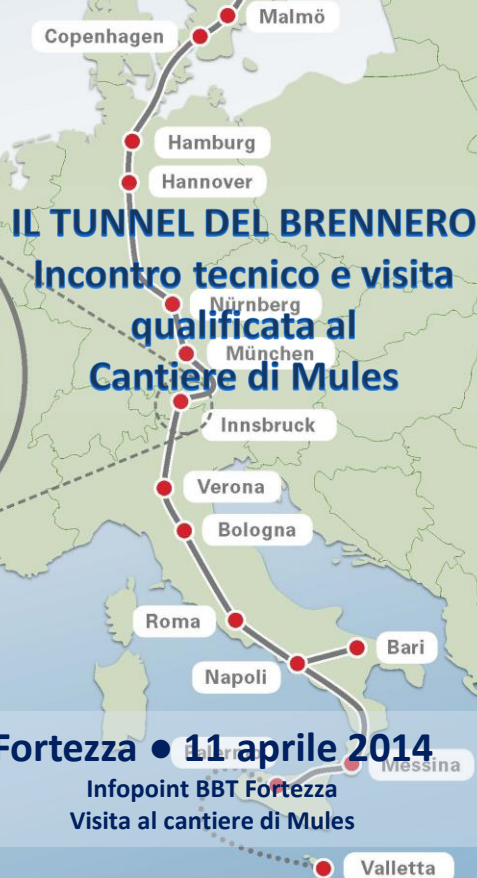 Malmö
Copenhagen
Hamburg
Hannover
IL TUNNEL DEL BRENNERO
Incontro tecnico e visita
Nürnberg
qualificata al
München
Cantiere di Mules
Innsbruck
Verona
Bologna
Roma
Bari
Napoli
Fortezza ● 11 aprile 2014
Palermo
Messina
Infopoint BBT Fortezza
Visita al cantiere di Mules
Valletta